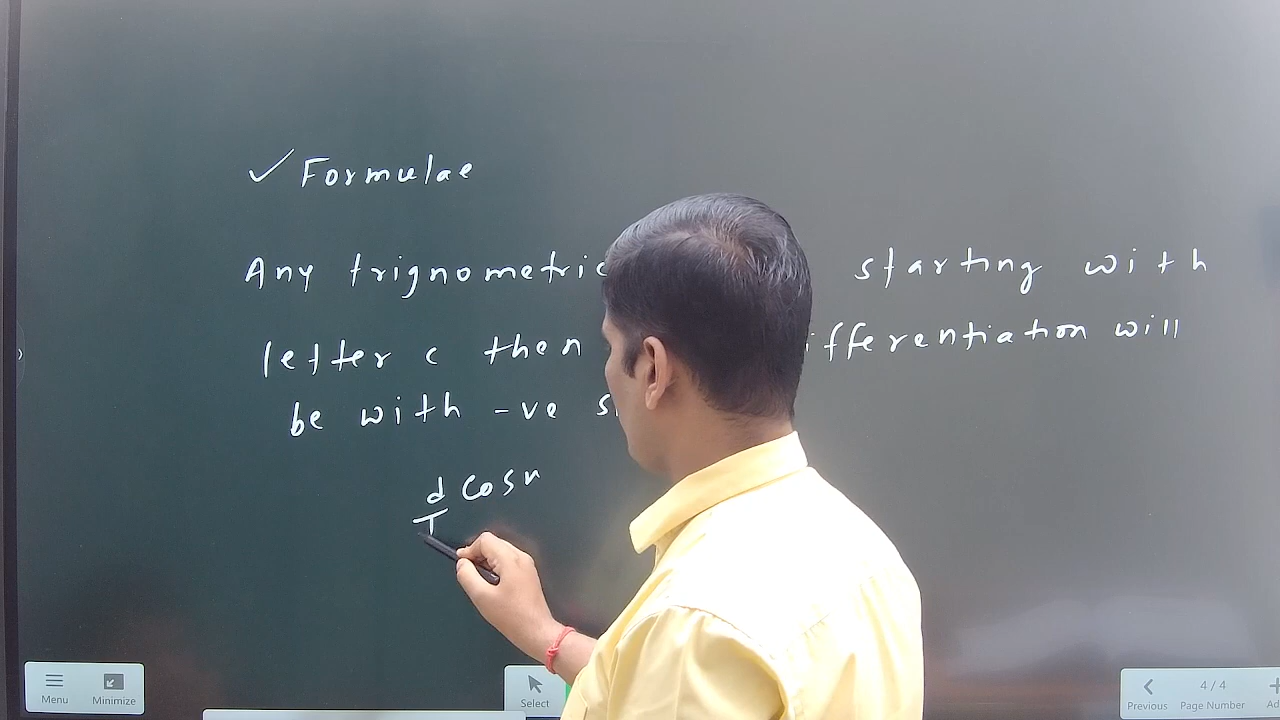 ✓ Formulae
Any trignometric starting with
letter c then ifferentiation will
be with -ve
d cosx
Menu Minimize Select Previous 4 / 4 Page Number Ad